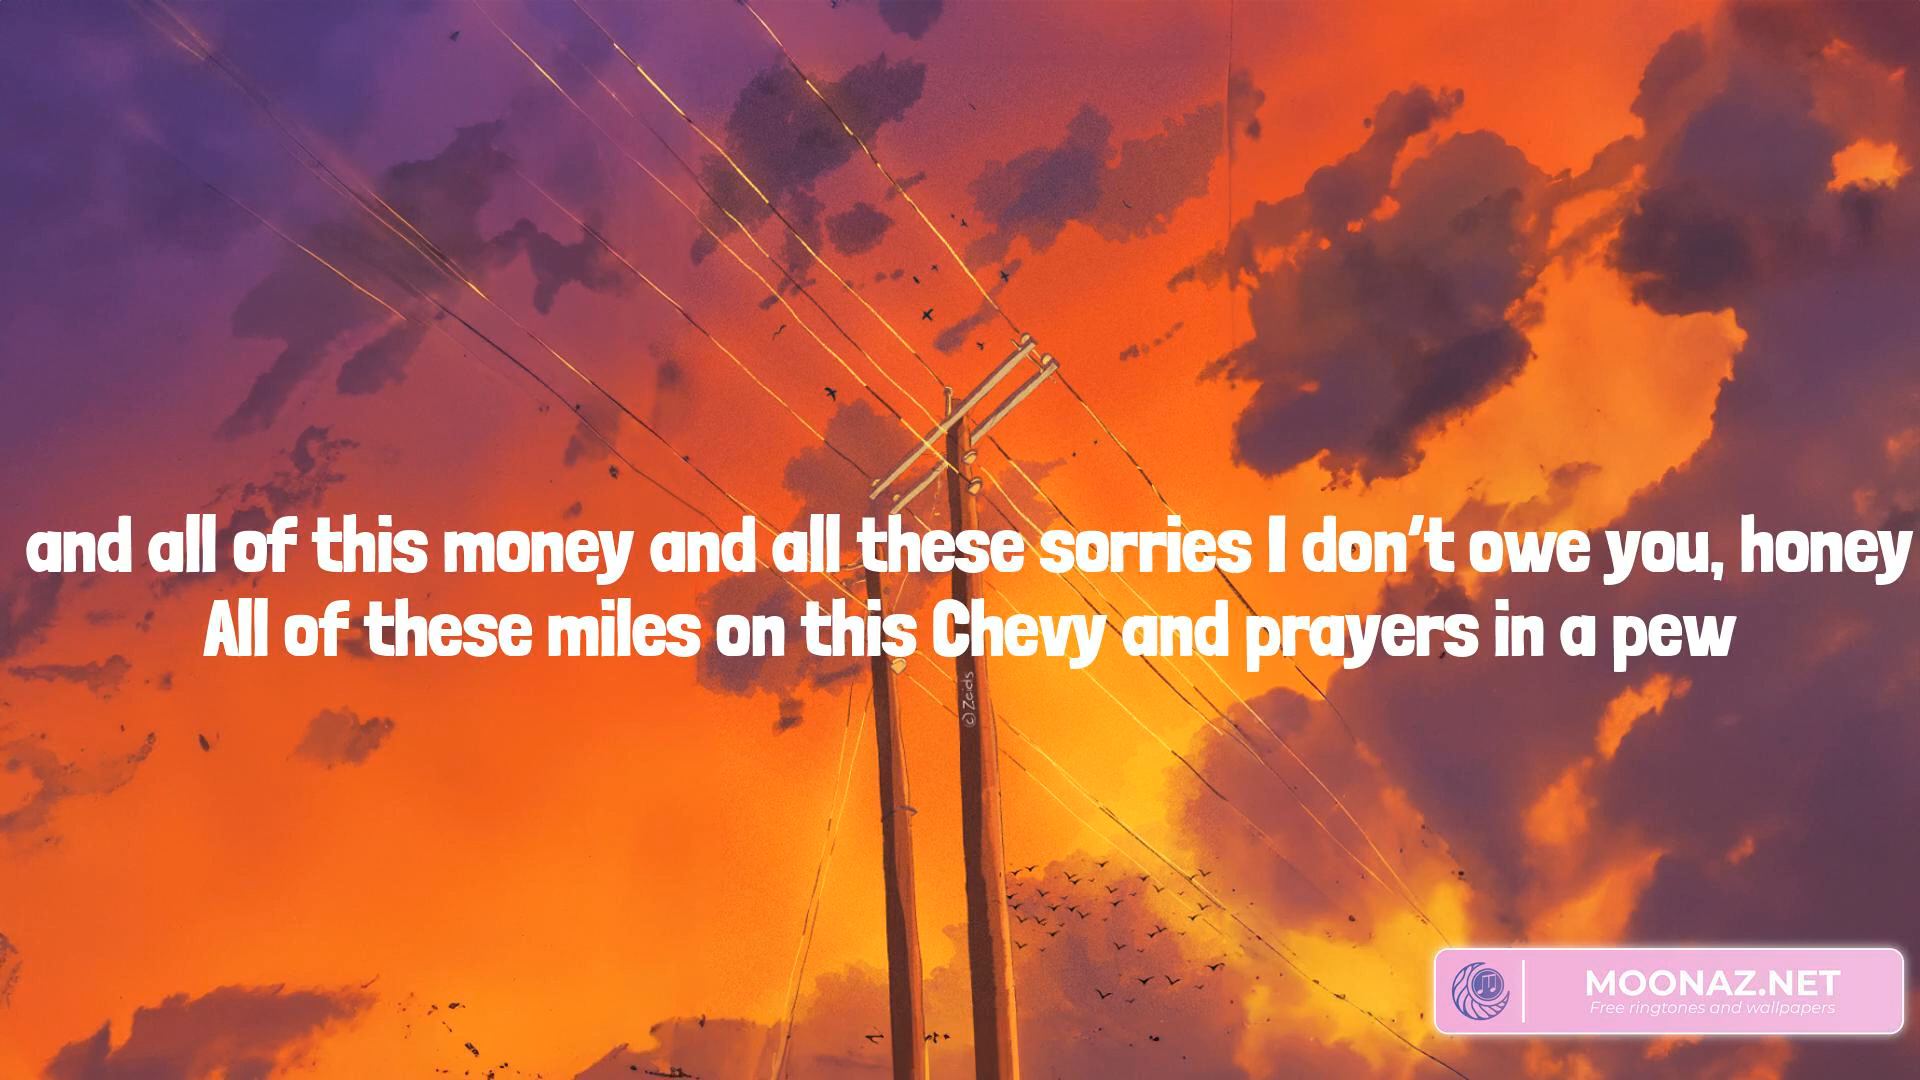 and all of this money and all these sorries I don't owe you, honey
All of these miles on this Chevy and prayers in a pew
(c) Zcids
MOONAZ.NET
Free ringtones and wallpapers